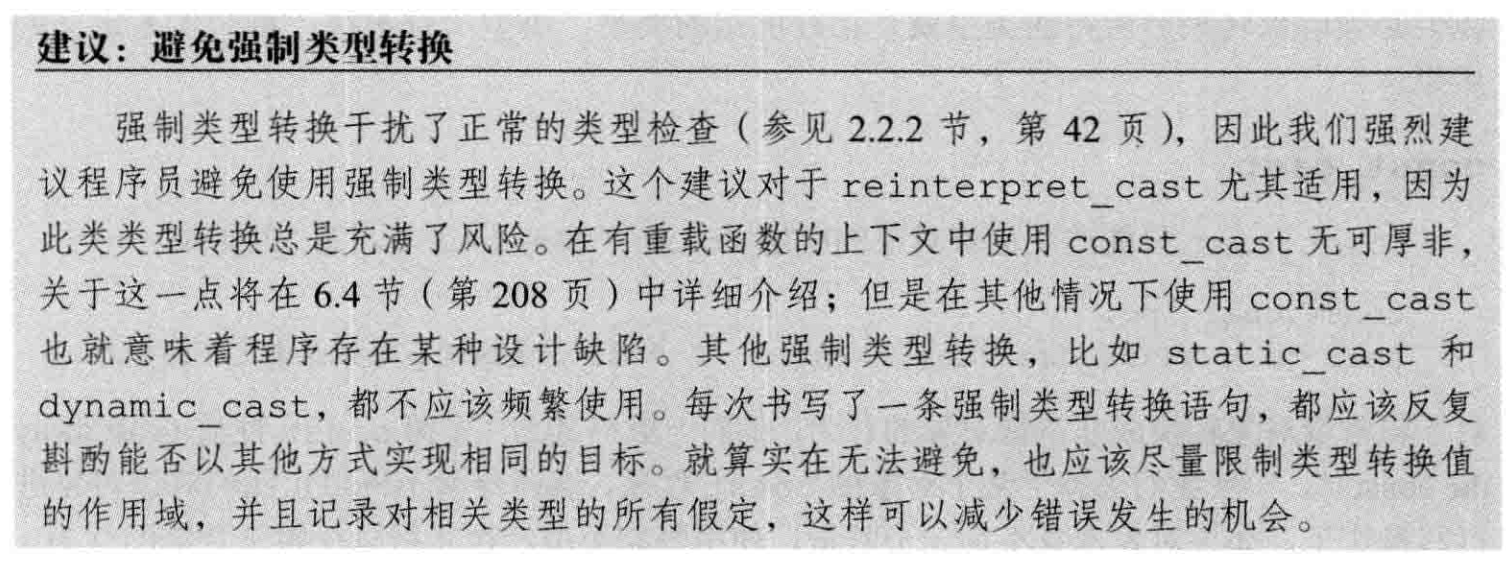 建议：避免强制类型转换
强制类型转换干扰了正常的类型检查（参见 2.2.2 节，第 42 页），因此我们强烈建
议程序员避免使用强制类型转换。这个建议对于 reinterpret_cast 尤其适用，因为
此类类型转换总是充满了风险。在有重载函数的上下文中使用 const_cast 无可厚非，
关于这一点将在 6.4 节（第 208 页）中详细介绍；但是在其他情况下使用 const_cast
也就意味着程序存在某种设计缺陷。其他强制类型转换，比如 static_cast 和
dynamic_cast，都不应该频繁使用。每次书写了一条强制类型转换语句，都应该反复
斟酌能否以其他方式实现相同的目标。就算实在无法避免，也应该尽量限制类型转换值
的作用域，并且记录对相关类型的所有假定，这样可以减少错误发生的机会。